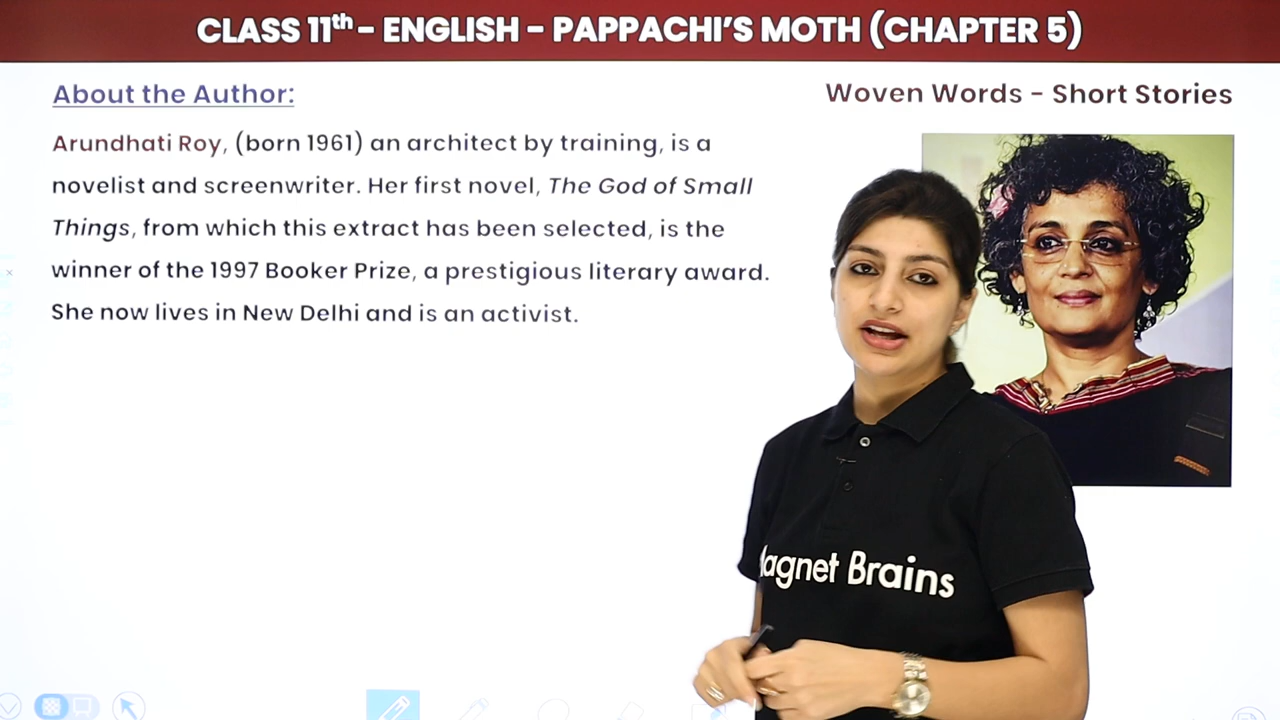 CLASS 11th – ENGLISH – PAPPACHI’S MOTH (CHAPTER 5)
About the Author:
Woven Words – Short Stories
Arundhati Roy, (born 1961) an architect by training, is a
novelist and screenwriter. Her first novel, The God of Small
Things, from which this extract has been selected, is the
winner of the 1997 Booker Prize, a prestigious literary award.
She now lives in New Delhi and is an activist.
agnet Brains